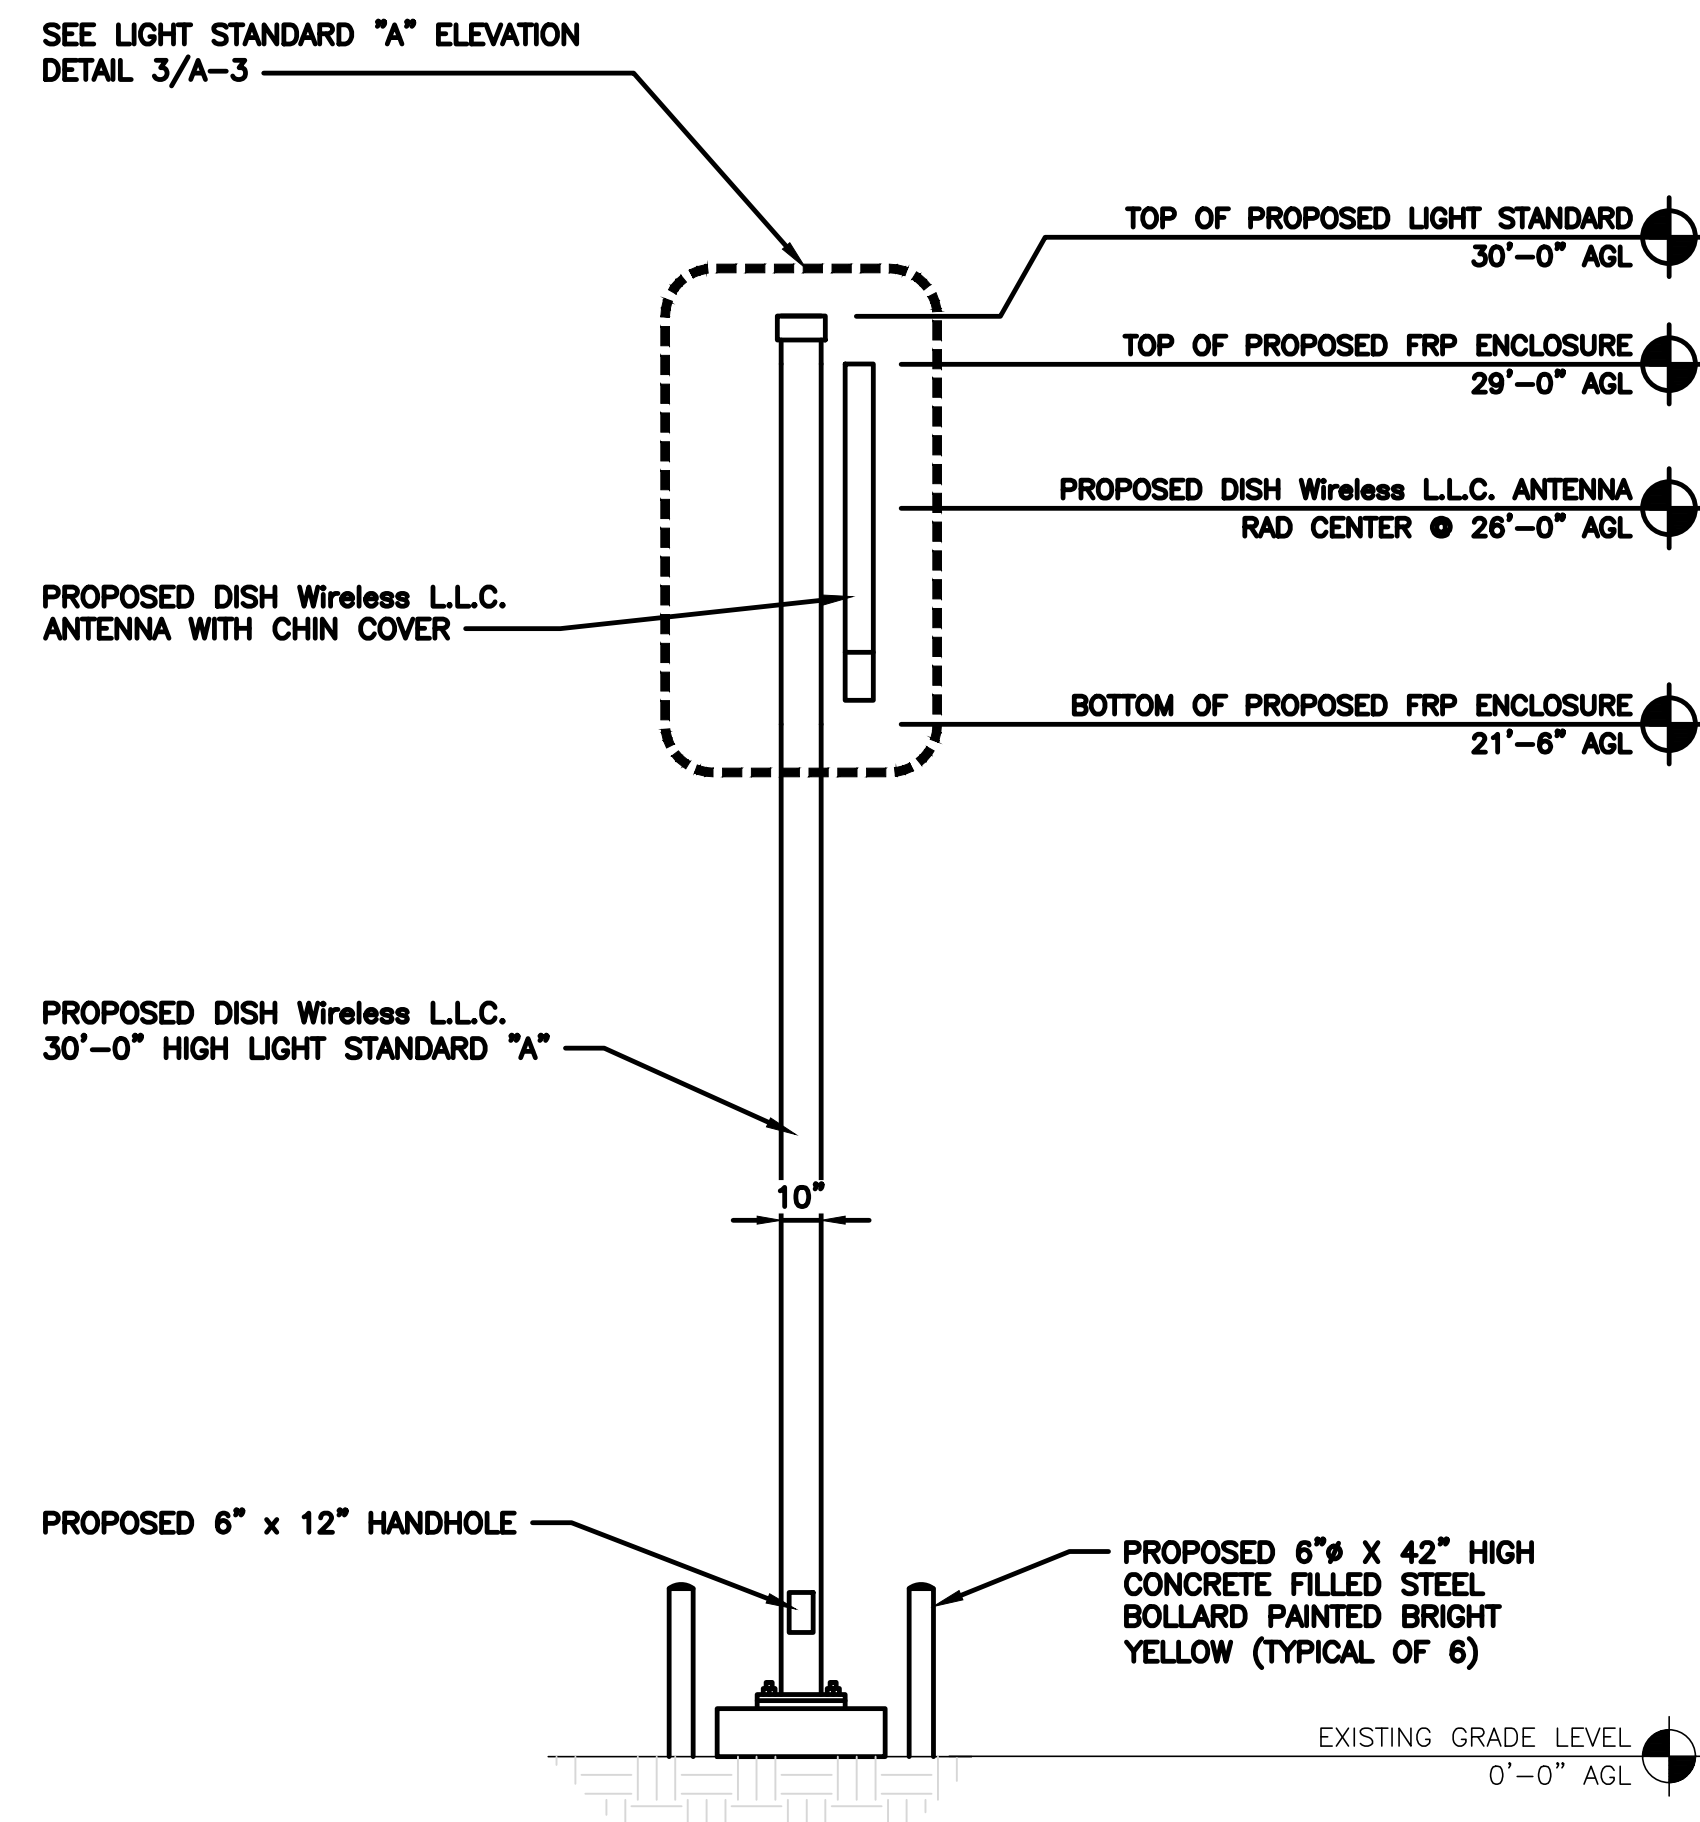 SEE LIGHT STANDARD "A" ELEVATION
DETAIL 3/A-3
TOP OF PROPOSED LIGHT STANDARD
30'-0" AGL
TOP OF PROPOSED FRP ENCLOSURE
29'-0" AGL
PROPOSED DISH Wireless L.L.C. ANTENNA
RAD CENTER @ 26'-0" AGL
PROPOSED DISH Wireless L.L.C.
ANTENNA WITH CHIN COVER
BOTTOM OF PROPOSED FRP ENCLOSURE
21'-6" AGL
PROPOSED DISH Wireless L.L.C.
30'-0" HIGH LIGHT STANDARD "A"
10"
PROPOSED 6" x 12" HANDHOLE
PROPOSED 6"ø X 42" HIGH
CONCRETE FILLED STEEL
BOLLARD PAINTED BRIGHT
YELLOW (TYPICAL OF 6)
EXISTING GRADE LEVEL
0'-0" AGL